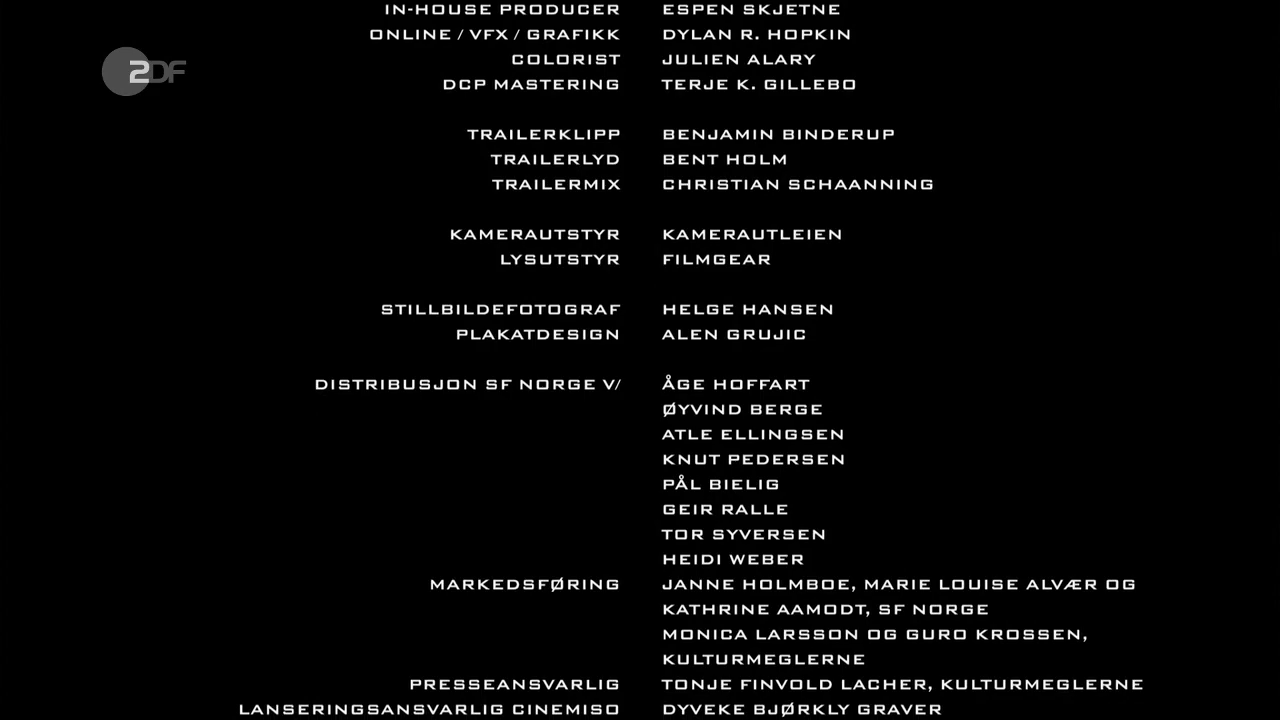 IN-HOUSE PRODUCER ESPEN SKJETNE
ONLINE / VFX / GRAFIKK DYLAN R. HOPKIN
2DF
COLORIST JULIEN ALARY
DCP MASTERING TERJE K. GILLEBO
TRAILERKLIPP BENJAMIN BINDERUP
TRAILERLYD BENT HOLM
TRAILERMIX CHRISTIAN SCHAANNING
KAMERAUTSTYR KAMERAUTLEIEN
LYSUTSTYR FILMGEAR
STILLBILDEFOTOGRAF HELGE HANSEN
PLAKATDESIGN ALEN GRUJIC
DISTRIBUSJON SF NORGE V/ ÅGE HOFFART
ØYVIND BERGE
ATLE ELLINGSEN
KNUT PEDERSEN
PÅL BIELIG
GEIR RALLE
TOR SYVERSEN
HEIDI WEBER
MARKEDSFØRING JANNE HOLMBOE, MARIE LOUISE ALVÆR OG
KATHRINE AAMODT, SF NORGE
MONICA LARSSON OG GURO KROSSEN,
KULTURMEGLERNE
PRESSEANSVARLIG TONJE FINVOLD LACHER, KULTURMEGLERNE
LANSERINGSANSVARLIG CINEMISO DYVEKE BJØRKLY GRAVER